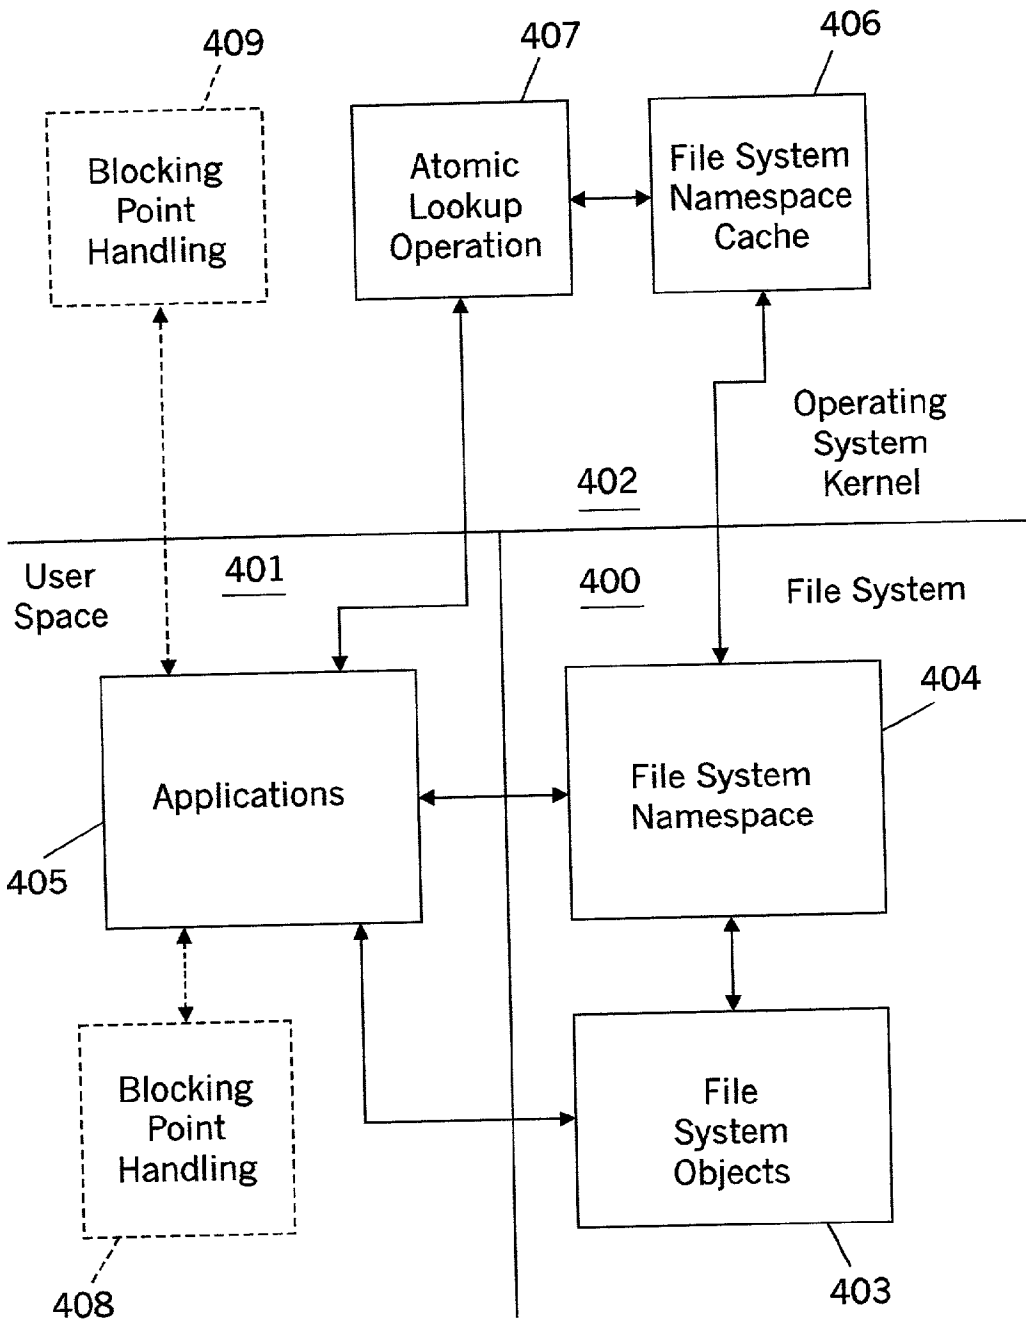 409
407
406
Blocking
Point
Handling
Atomic
Lookup
Operation
File System
Namespace
Cache
Operating
System
Kernel
402
User
Space
401
400
File System
404
Applications
File System
Namespace
405
Blocking
Point
Handling
File
System
Objects
408
403